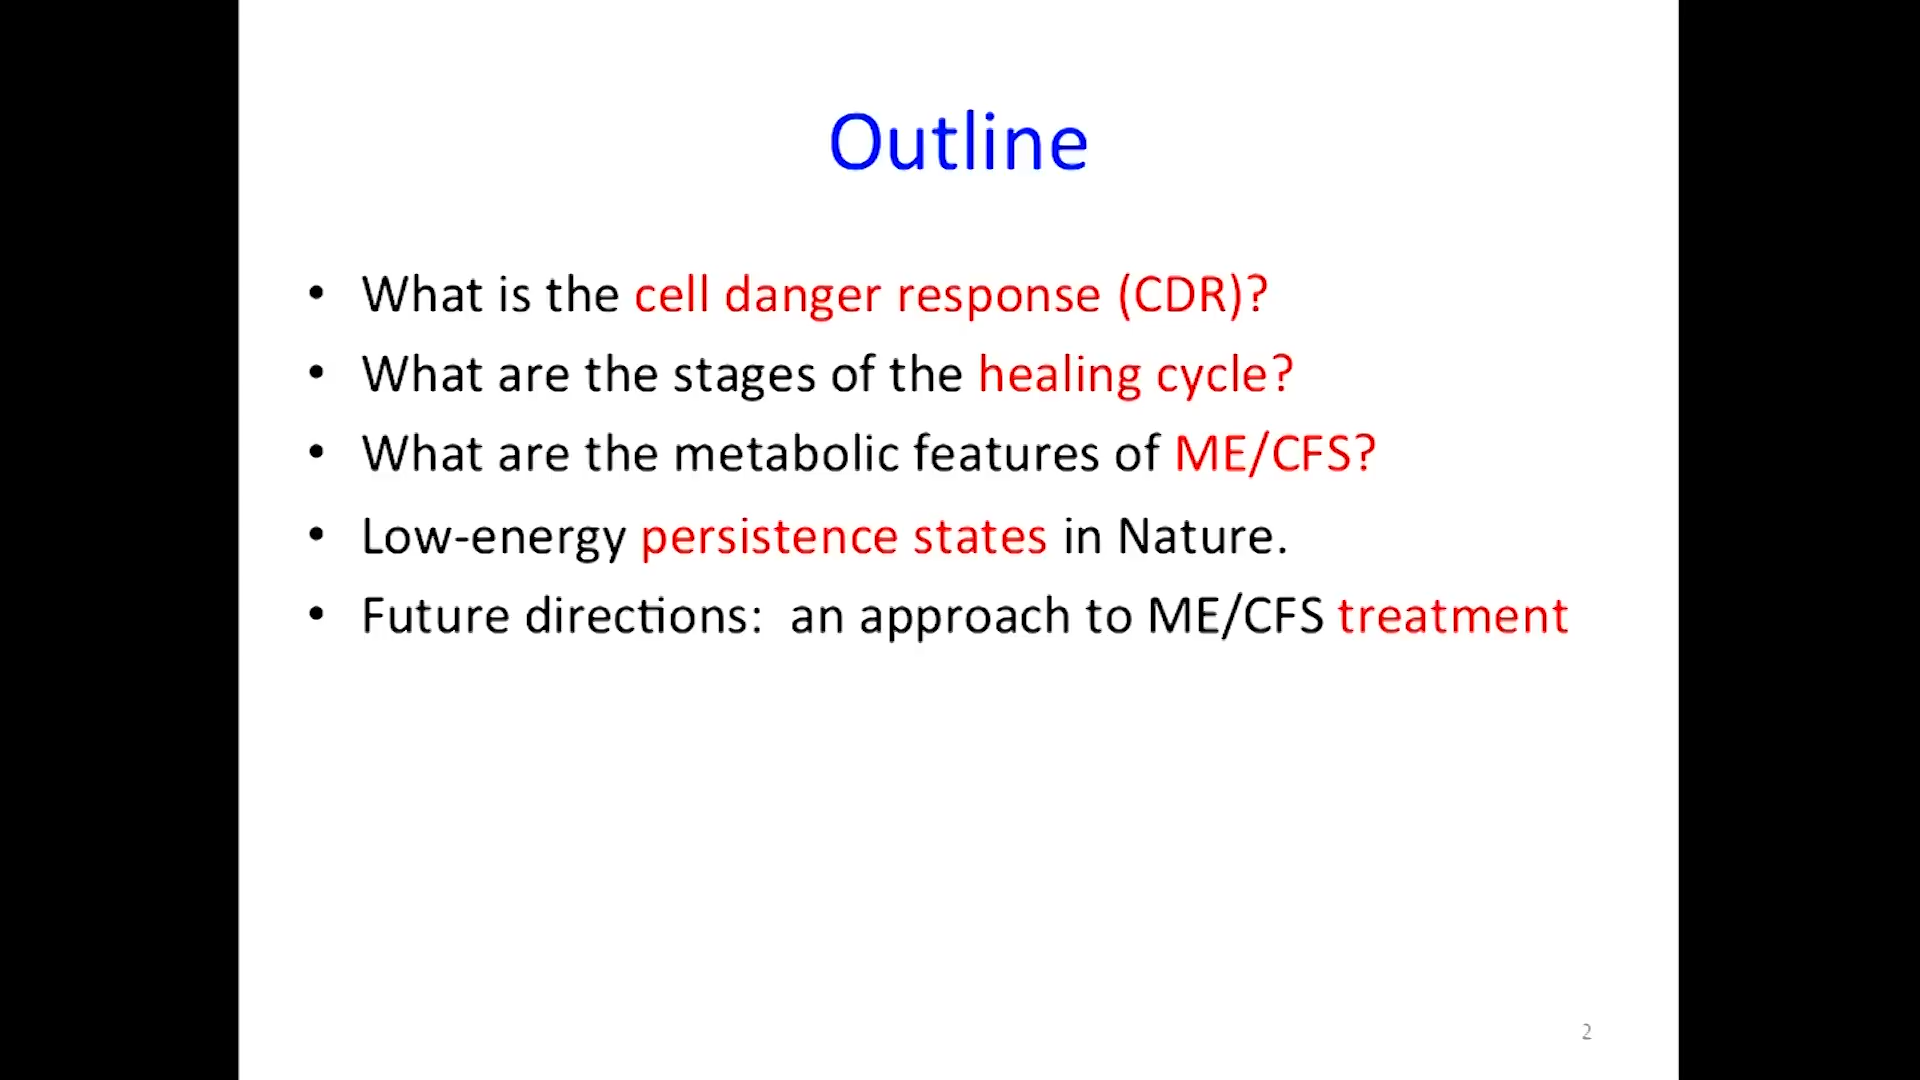 Outline
• What is the cell danger response (CDR)?
• What are the stages of the healing cycle?
• What are the metabolic features of ME/CFS?
• Low-energy persistence states in Nature.
• Future directions:  an approach to ME/CFS treatment
2